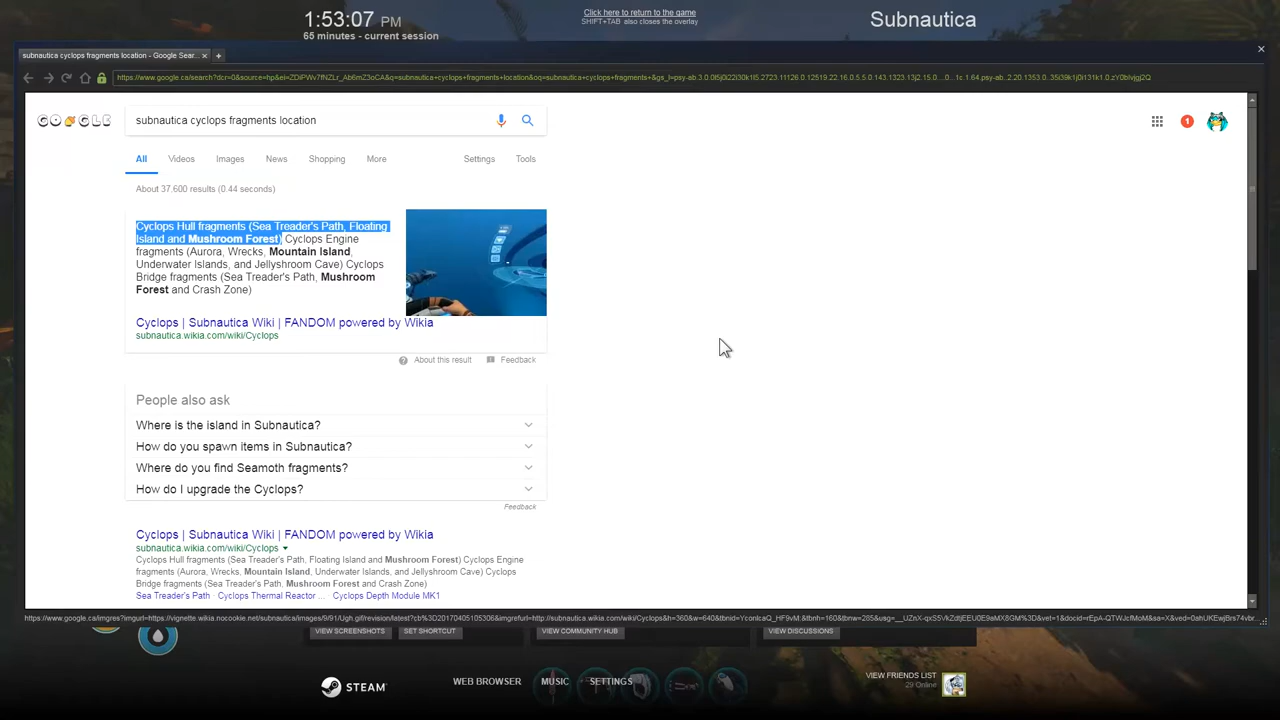 1:53:07 PM
65 minutes - current session
Click here to return to the game
SHIFT+TAB also closes the overlay
Subnautica
subnautica cyclops fragments location - Google Sear...
subnautica cyclops fragments location
All
Videos
Images
News
Shopping
More
Settings
Tools
1
About 37,600 results (0.44 seconds)
Cyclops Hull fragments (Sea Treader's Path, Floating
Island and Mushroom Forest) Cyclops Engine
fragments (Aurora, Wrecks, Mountain Island,
Underwater Islands, and Jellyshroom Cave) Cyclops
Bridge fragments (Sea Treader's Path, Mushroom
Forest and Crash Zone)
Cyclops | Subnautica Wiki | FANDOM powered by Wikia
subnautica.wikia.com/wiki/Cyclops
About this result
Feedback
People also ask
Where is the island in Subnautica?
How do you spawn items in Subnautica?
Where do you find Seamoth fragments?
How do I upgrade the Cyclops?
Feedback
Cyclops | Subnautica Wiki | FANDOM powered by Wikia
subnautica.wikia.com/wiki/Cyclops
Cyclops Hull fragments (Sea Treader's Path, Floating Island and Mushroom Forest) Cyclops Engine
fragments (Aurora, Wrecks, Mountain Island, Underwater Islands, and Jellyshroom Cave) Cyclops
Bridge fragments (Sea Treader's Path, Mushroom Forest and Crash Zone)
Sea Treader's Path · Cyclops Thermal Reactor ... · Cyclops Depth Module MK1
VIEW SCREENSHOTS
SET SHORTCUT
VIEW COMMUNITY HUB
VIEW DISCUSSIONS
STEAM
WEB BROWSER
MUSIC
SETTINGS
VIEW FRIENDS LIST
29 Online